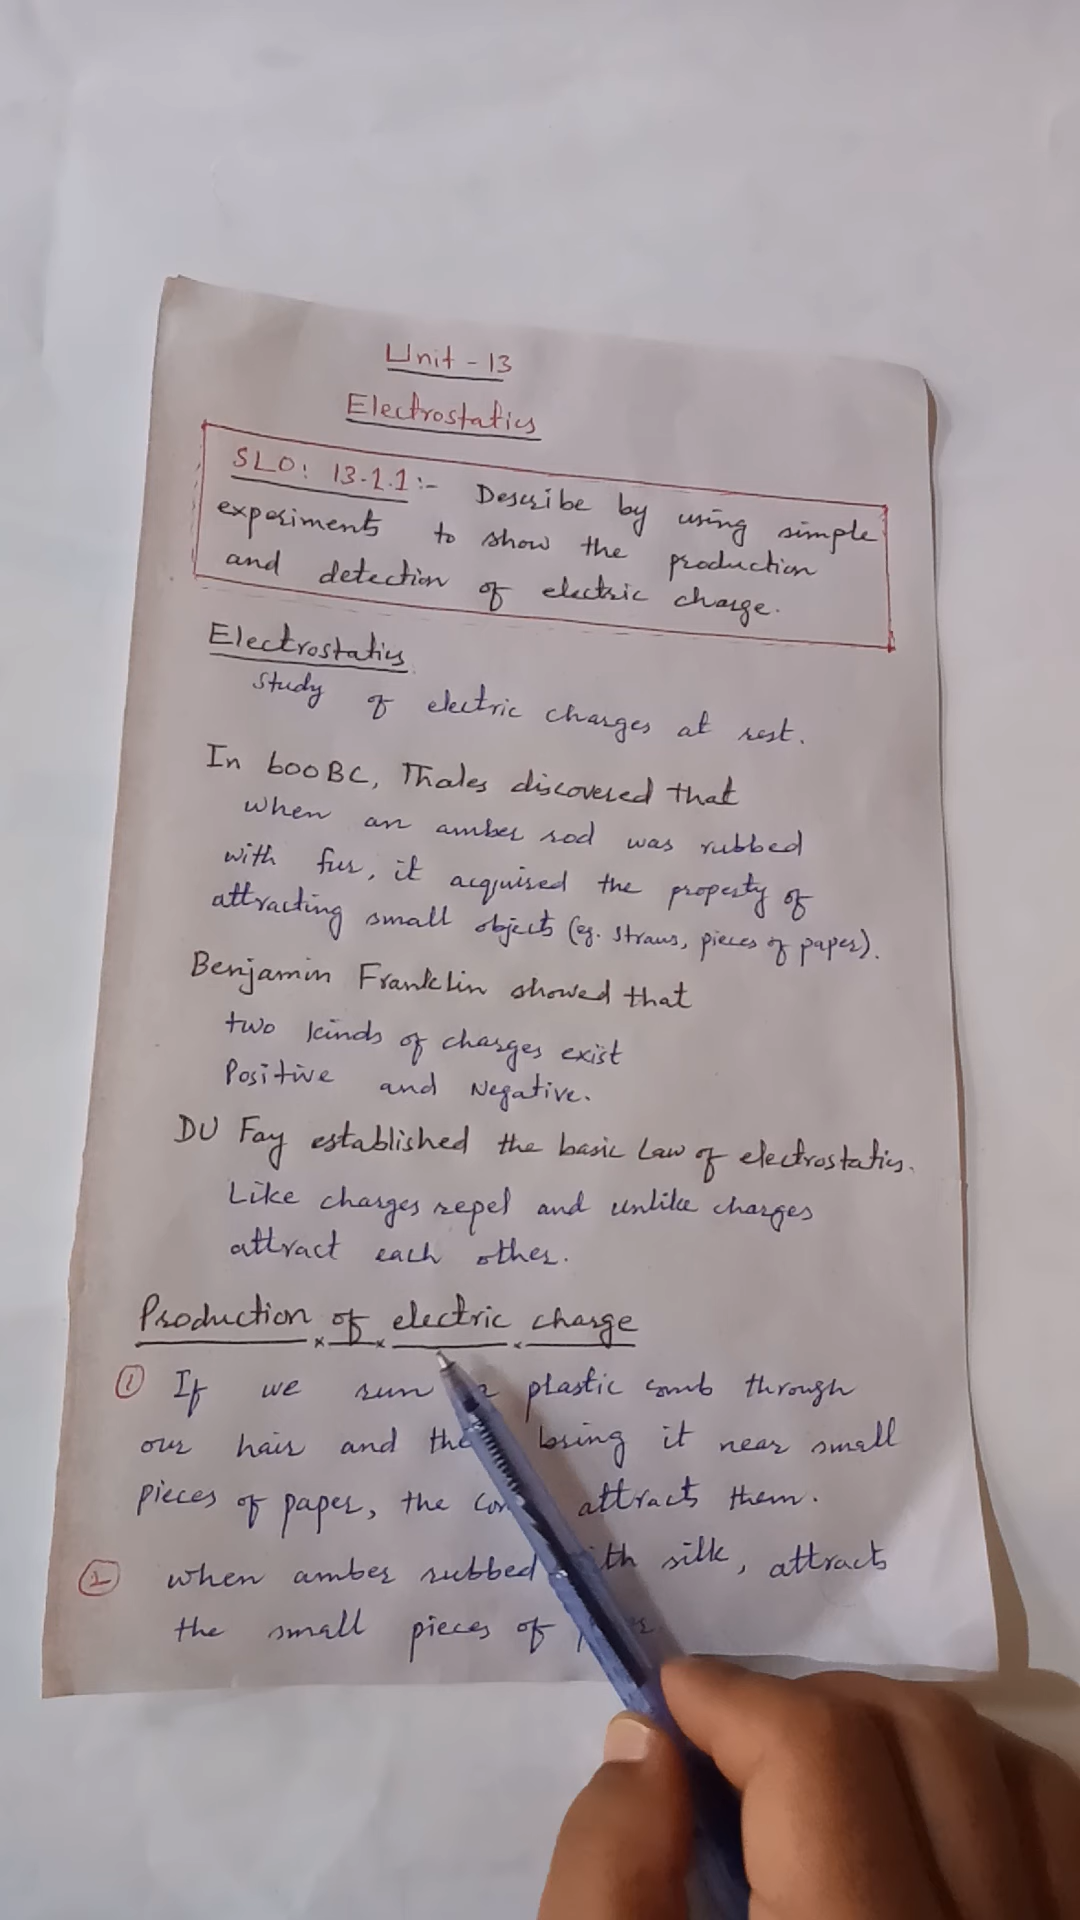 Unit - 13
Electrostatics
SLO: 13.1.1:- Describe by using simple
experiments to show the production
and detection of electric charge.
Electrostatics
Study of electric charges at rest.
In 600BC, Thales discovered that
when an amber rod was rubbed
with fur, it acquired the property of
attracting small objects (eg. straws, pieces of paper).
Benjamin Franklin showed that
two kinds of charges exist
Positive and Negative.
DU Fay established the basic Law of electrostatics.
Like charges repel and unlike charges
attract each other.
Production of electric charge
① If we run plastic comb through
our hair and bring it near small
pieces of paper, the attracts them.
② when amber rubbed silk, attracts
the small pieces of